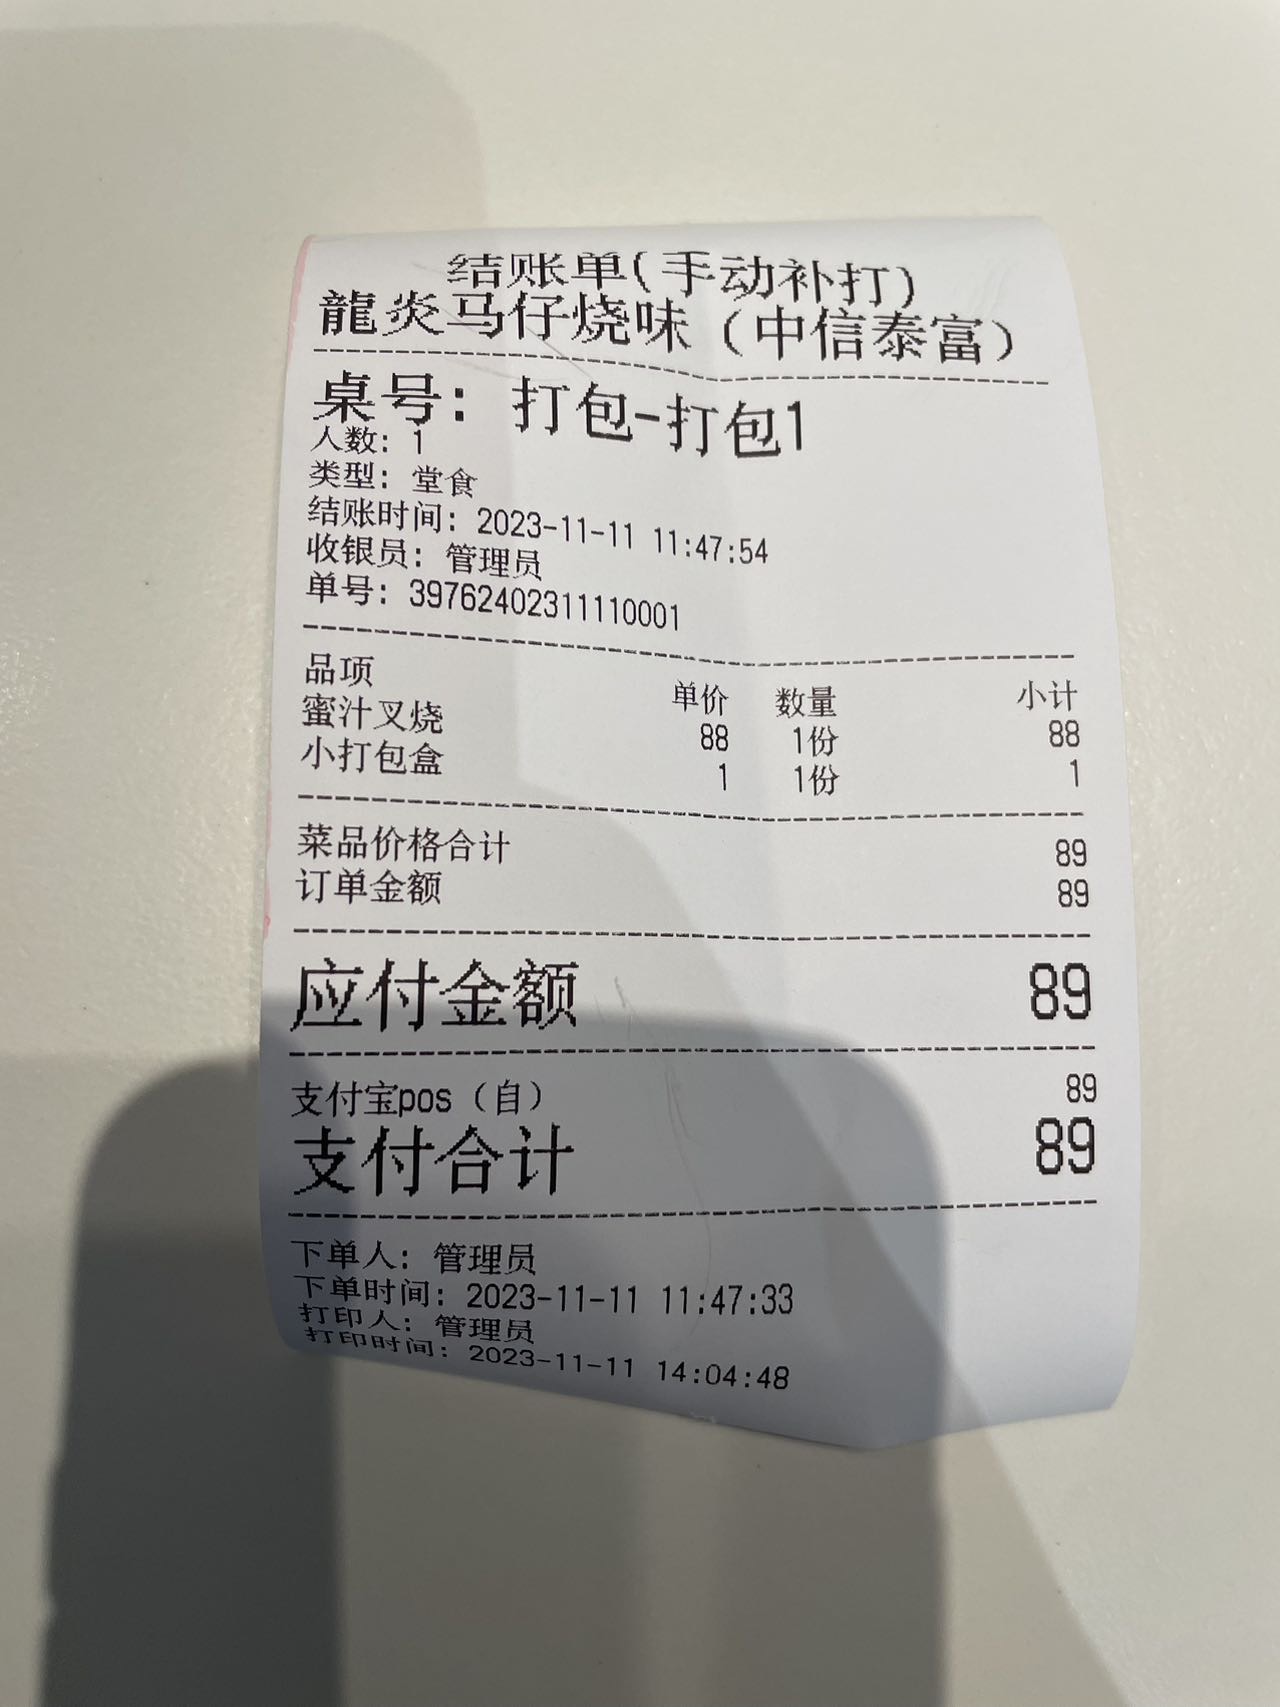 结账单(手动补打)
龍炎马仔烧味（中信泰富）
桌号: 打包-打包1
人数: 1
类型: 堂食
结账时间: 2023-11-11 11:47:54
收银员: 管理员
单号: 39762402311110001
品项 单价 数量 小计
蜜汁叉烧 88 1份 88
小打包盒 1 1份 1
菜品价格合计 89
订单金额 89
应付金额 89
支付宝pos（自） 89
支付合计 89
下单人: 管理员
下单时间: 2023-11-11 11:47:33
打印人: 管理员
打印时间: 2023-11-11 14:04:48